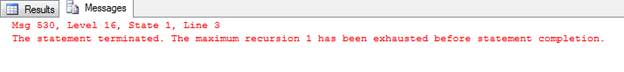 Results Messages
Msg 530, Level 16, State 1, Line 3
The statement terminated. The maximum recursion 1 has been exhausted before statement completion.